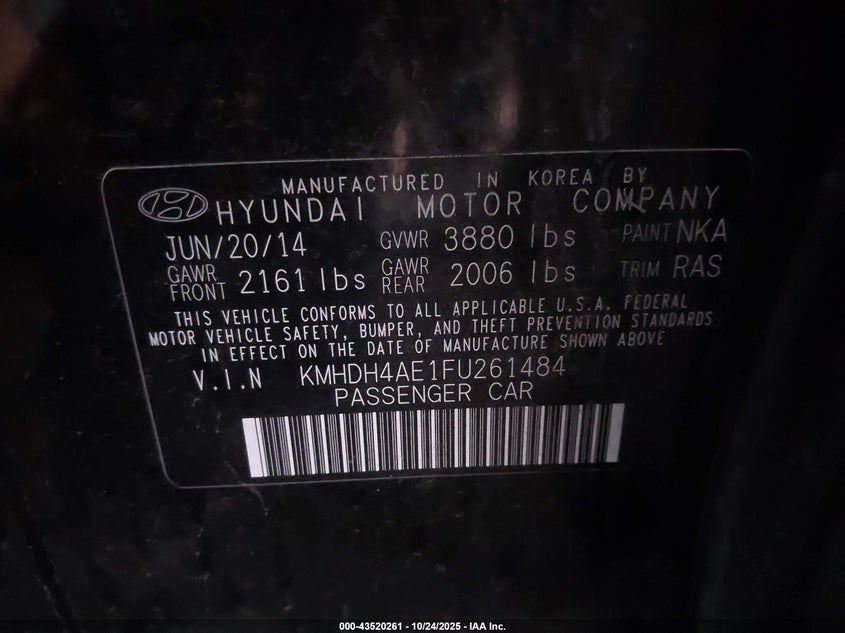 MANUFACTURED IN KOREA BY
HYUNDAI MOTOR COMPANY
JUN/20/14 GVWR 3880 lbs PAINT NKA
GAWR FRONT 2161 lbs GAWR REAR 2006 lbs TRIM RAS
THIS VEHICLE CONFORMS TO ALL APPLICABLE U.S.A. FEDERAL
MOTOR VEHICLE SAFETY, BUMPER, AND THEFT PREVENTION STANDARDS
IN EFFECT ON THE DATE OF MANUFACTURE SHOWN ABOVE
V.I.N KMHDH4AE1FU261484
PASSENGER CAR
000-43520261 - 10/24/2025 - IAA Inc.